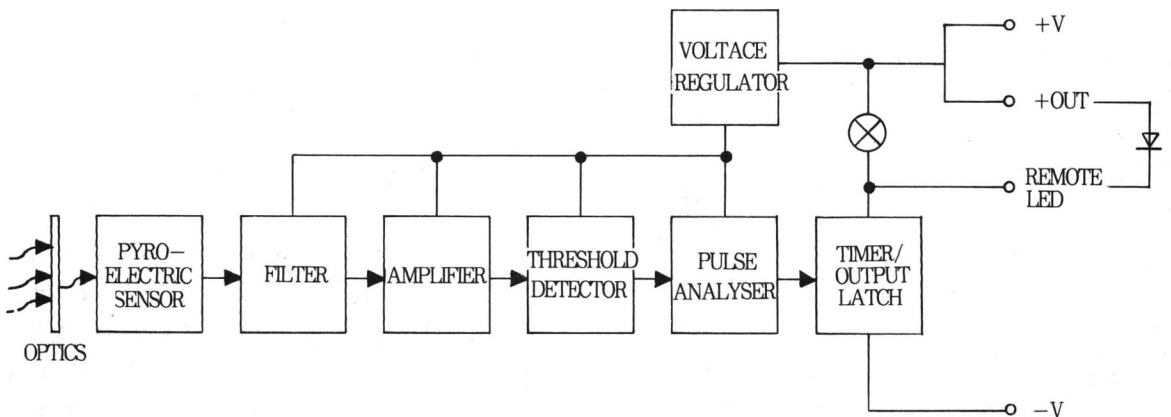 VOLTACE
REGULATOR
+V
+OUT
REMOTE
LED
PYRO-
ELECTRIC
SENSOR
FILTER
AMPLIFIER
THRESHOLD
DETECTOR
PULSE
ANALYSER
TIMER/
OUTPUT
LATCH
OPTICS
-V